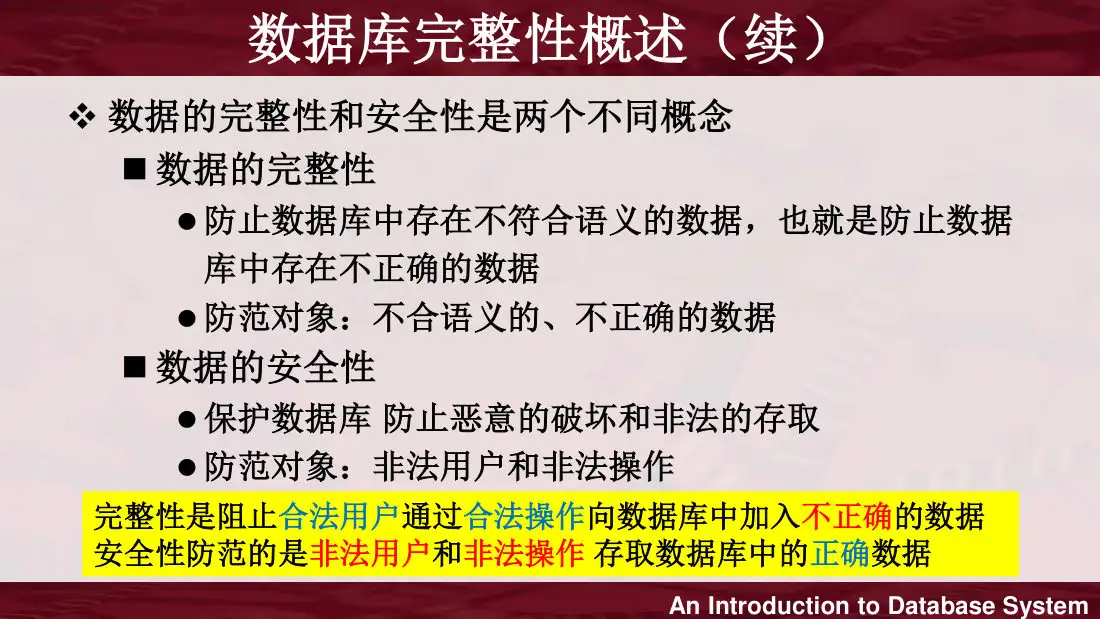 数据库完整性概述（续）
❖ 数据的完整性和安全性是两个不同概念
■ 数据的完整性
● 防止数据库中存在不符合语义的数据，也就是防止数据
库中存在不正确的数据
● 防范对象：不合语义的、不正确的数据
■ 数据的安全性
● 保护数据库 防止恶意的破坏和非法的存取
● 防范对象：非法用户和非法操作
完整性是阻止合法用户通过合法操作向数据库中加入不正确的数据
安全性防范的是非法用户和非法操作 存取数据库中的正确数据
An Introduction to Database System